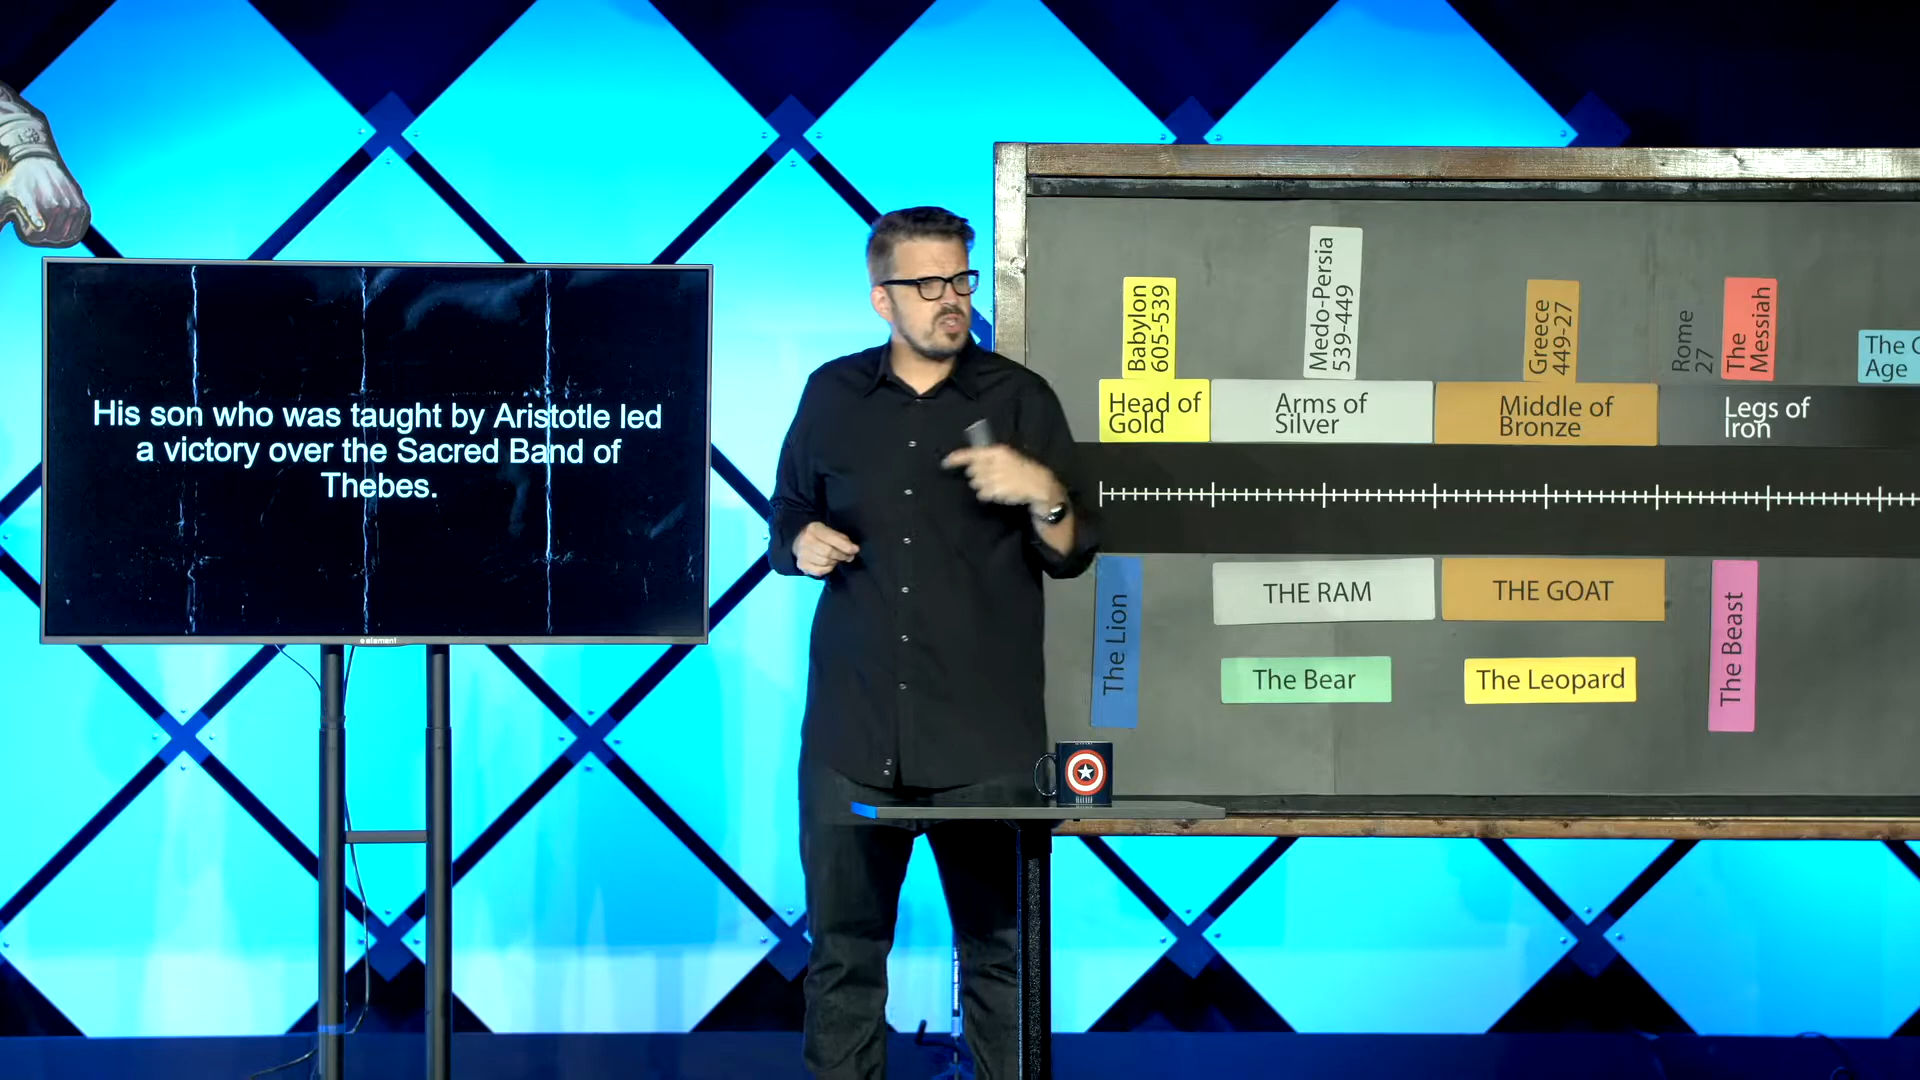 His son who was taught by Aristotle led
a victory over the Sacred Band of
Thebes.
element
Babylon
605-539
Medo-Persia
539-449
Greece
449-27
Rome
27
The
Messiah
The C
Age
Head of
Gold
Arms of
Silver
Middle of
Bronze
Legs of
Iron
The Lion
THE RAM
THE GOAT
The Beast
The Bear
The Leopard